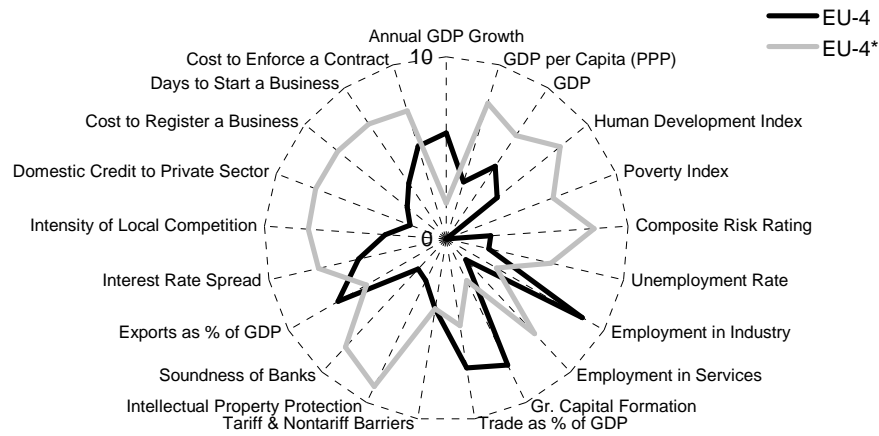 EU-4
EU-4*
Annual GDP Growth
10
Cost to Enforce a Contract
GDP per Capita (PPP)
Days to Start a Business
GDP
Cost to Register a Business
Human Development Index
Domestic Credit to Private Sector
Poverty Index
Intensity of Local Competition
0
Composite Risk Rating
Interest Rate Spread
Unemployment Rate
Exports as % of GDP
Employment in Industry
Soundness of Banks
Employment in Services
Intellectual Property Protection
Gr. Capital Formation
Tariff & Nontariff Barriers
Trade as % of GDP